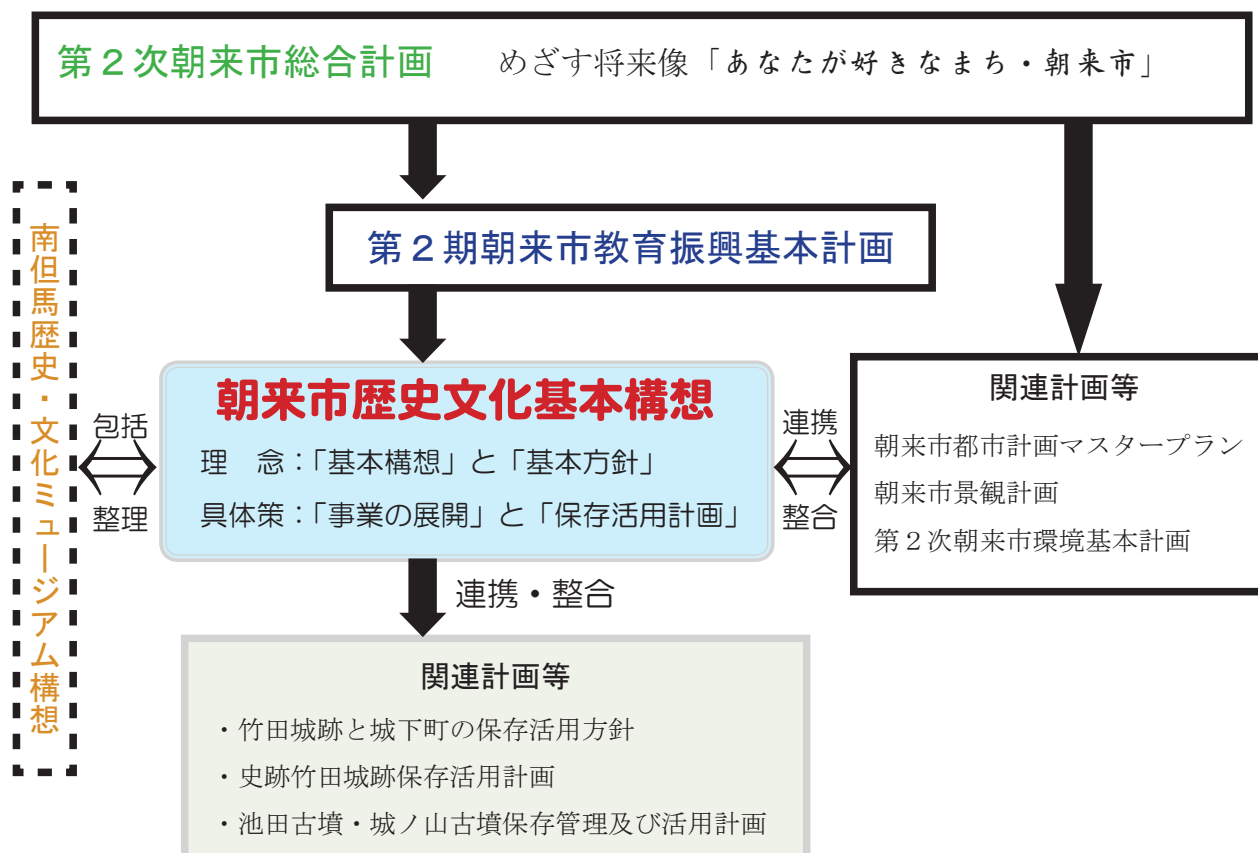 第２次朝来市総合計画　めざす将来像「あなたが好きなまち・朝来市」
第２期朝来市教育振興基本計画
南但馬歴史・文化ミュージアム構想
包括
整理
朝来市歴史文化基本構想
理　念：「基本構想」と「基本方針」
具体策：「事業の展開」と「保存活用計画」
連携
整合
関連計画等
朝来市都市計画マスタープラン
朝来市景観計画
第２次朝来市環境基本計画
連携・整合
関連計画等
・竹田城跡と城下町の保存活用方針
・史跡竹田城跡保存活用計画
・池田古墳・城ノ山古墳保存管理及び活用計画